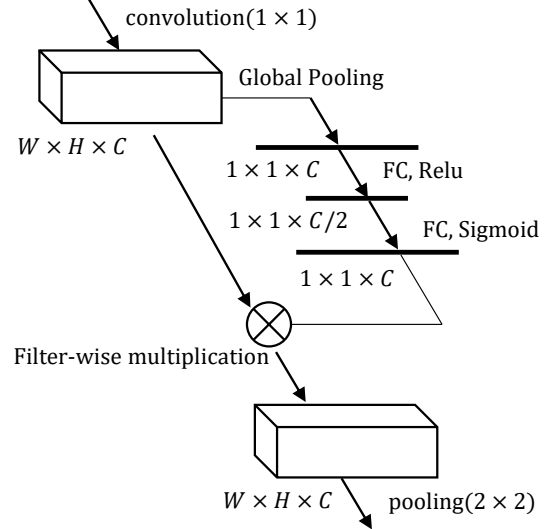 convolution(1 × 1)
Global Pooling
W × H × C
1 × 1 × C
FC, Relu
1 × 1 × C/2
FC, Sigmoid
1 × 1 × C
Filter-wise multiplication
W × H × C
pooling(2 × 2)